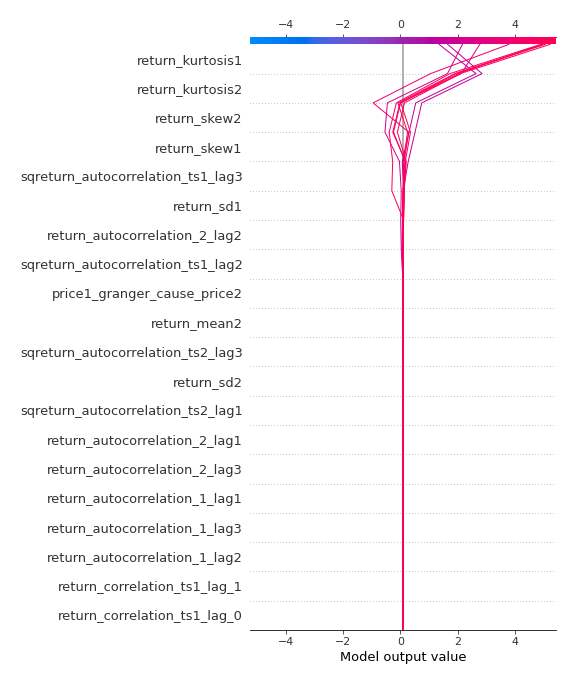 −4 −2 0 2 4
return_kurtosis1
return_kurtosis2
return_skew2
return_skew1
sqreturn_autocorrelation_ts1_lag3
return_sd1
return_autocorrelation_2_lag2
sqreturn_autocorrelation_ts1_lag2
price1_granger_cause_price2
return_mean2
sqreturn_autocorrelation_ts2_lag3
return_sd2
sqreturn_autocorrelation_ts2_lag1
return_autocorrelation_2_lag1
return_autocorrelation_2_lag3
return_autocorrelation_1_lag1
return_autocorrelation_1_lag3
return_autocorrelation_1_lag2
return_correlation_ts1_lag_1
return_correlation_ts1_lag_0
−4 −2 0 2 4
Model output value